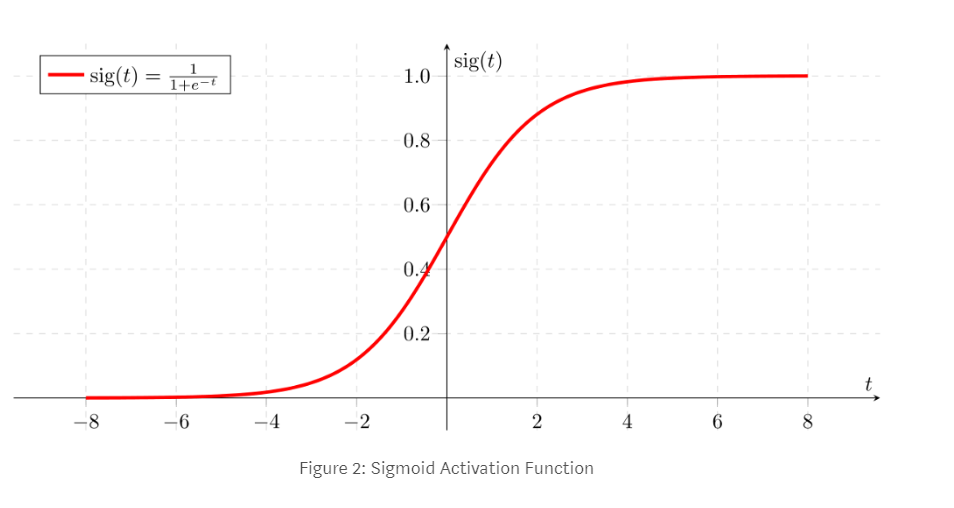 sig(t)
sig(t) = 1/(1+e^−t)
1.0
0.8
0.6
0.4
0.2
t
−8 −6 −4 −2 2 4 6 8
Figure 2: Sigmoid Activation Function